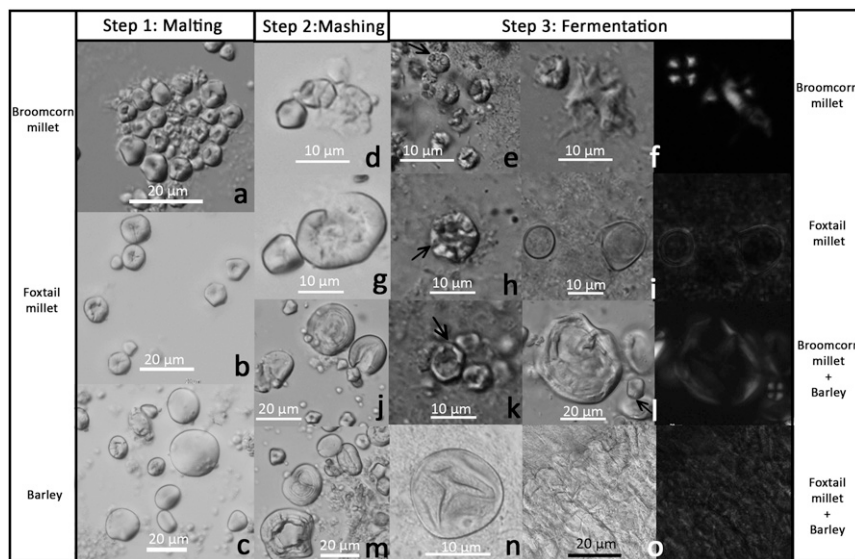 Step 1: Malting
Step 2:Mashing
Step 3: Fermentation
Broomcorn
millet
20 µm
a
10 µm
d
10 µm
e
10 µm
f
Broomcorn
millet
Foxtail
millet
20 µm
b
10 µm
g
10 µm
h
10 µm
i
Foxtail
millet
20 µm
j
10 µm
k
20 µm
l
Broomcorn
millet
+
Barley
Barley
20 µm
c
20 µm
m
10 µm
n
20 µm
o
Foxtail
millet
+
Barley